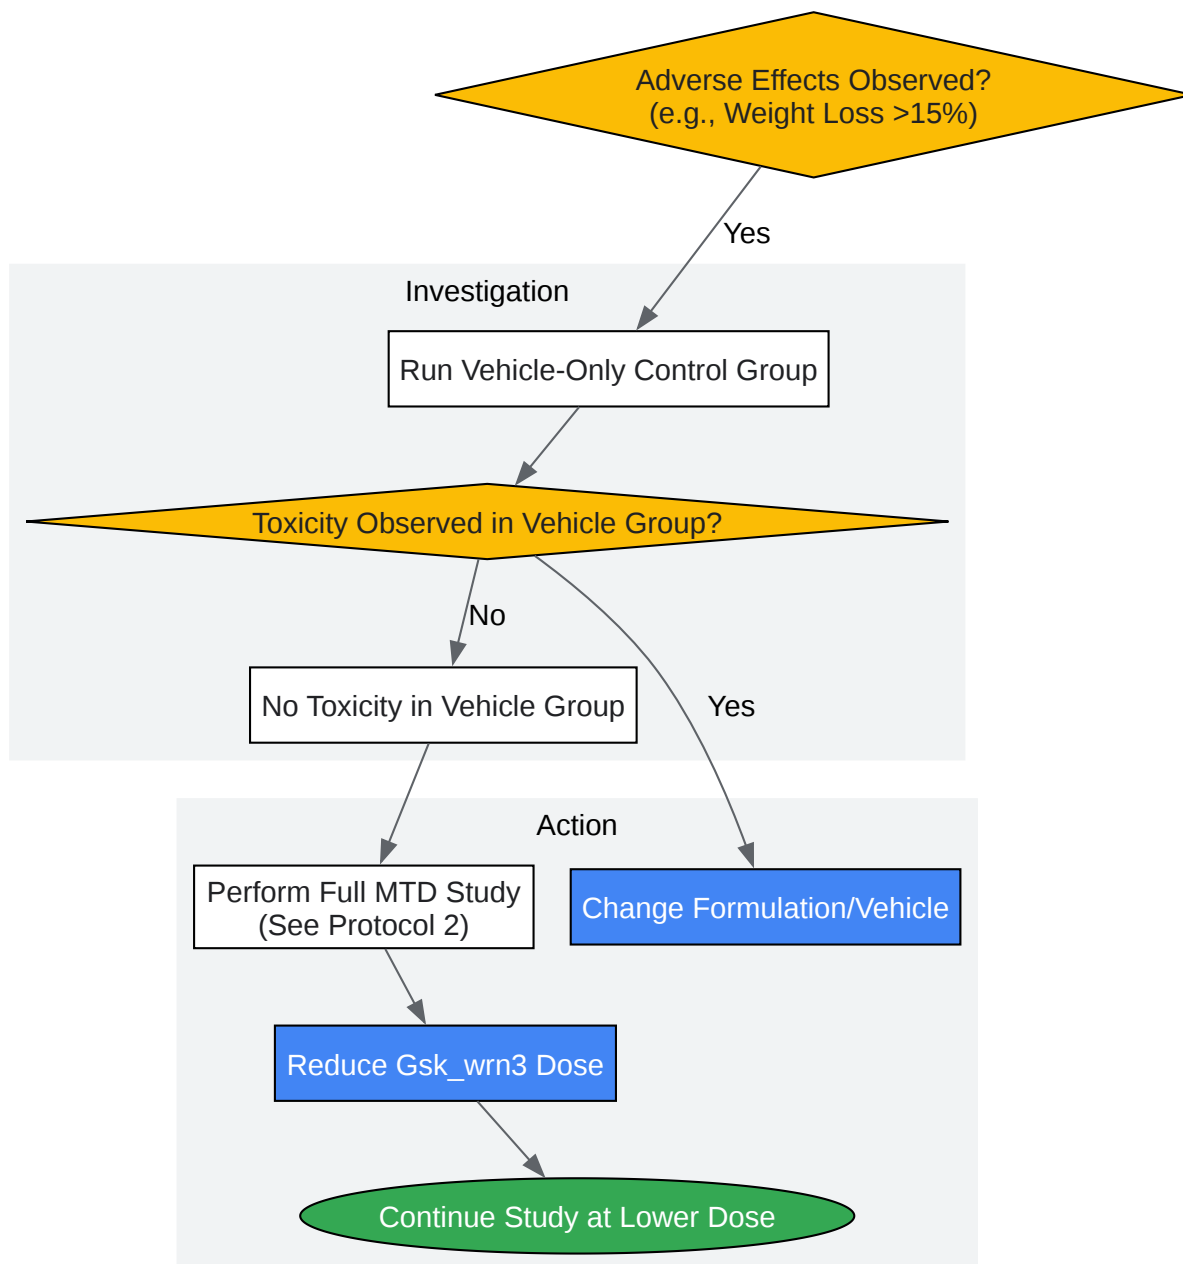 Adverse Effects Observed?
(e.g., Weight Loss >15%)
Yes
Investigation
Run Vehicle-Only Control Group
Toxicity Observed in Vehicle Group?
No
No Toxicity in Vehicle Group
Yes
Action
Perform Full MTD Study
(See Protocol 2)
Change Formulation/Vehicle
Reduce Gsk_wrn3 Dose
Continue Study at Lower Dose